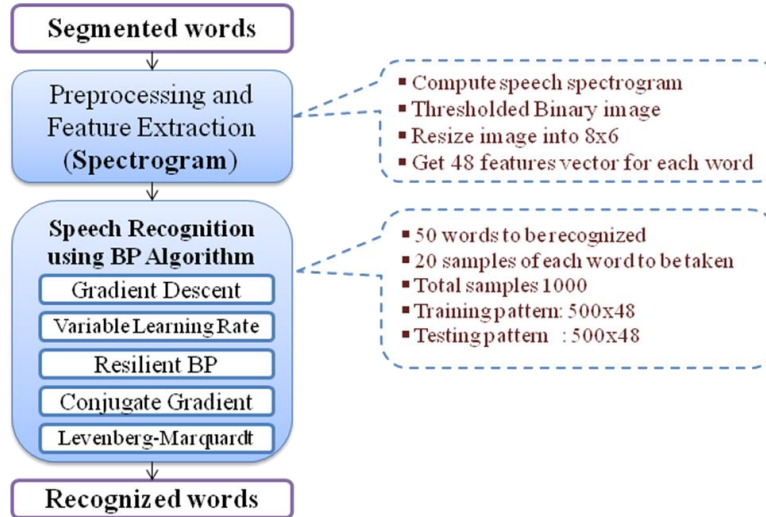 Segmented words
Preprocessing and
Feature Extraction
(Spectrogram)
▪ Compute speech spectrogram
▪ Thresholded Binary image
▪ Resize image into 8x6
▪ Get 48 features vector for each word
Speech Recognition
using BP Algorithm
Gradient Descent
Variable Learning Rate
Resilient BP
Conjugate Gradient
Levenberg-Marquardt
▪ 50 words to be recognized
▪ 20 samples of each word to be taken
▪ Total samples 1000
▪ Training pattern: 500x48
▪ Testing pattern : 500x48
Recognized words